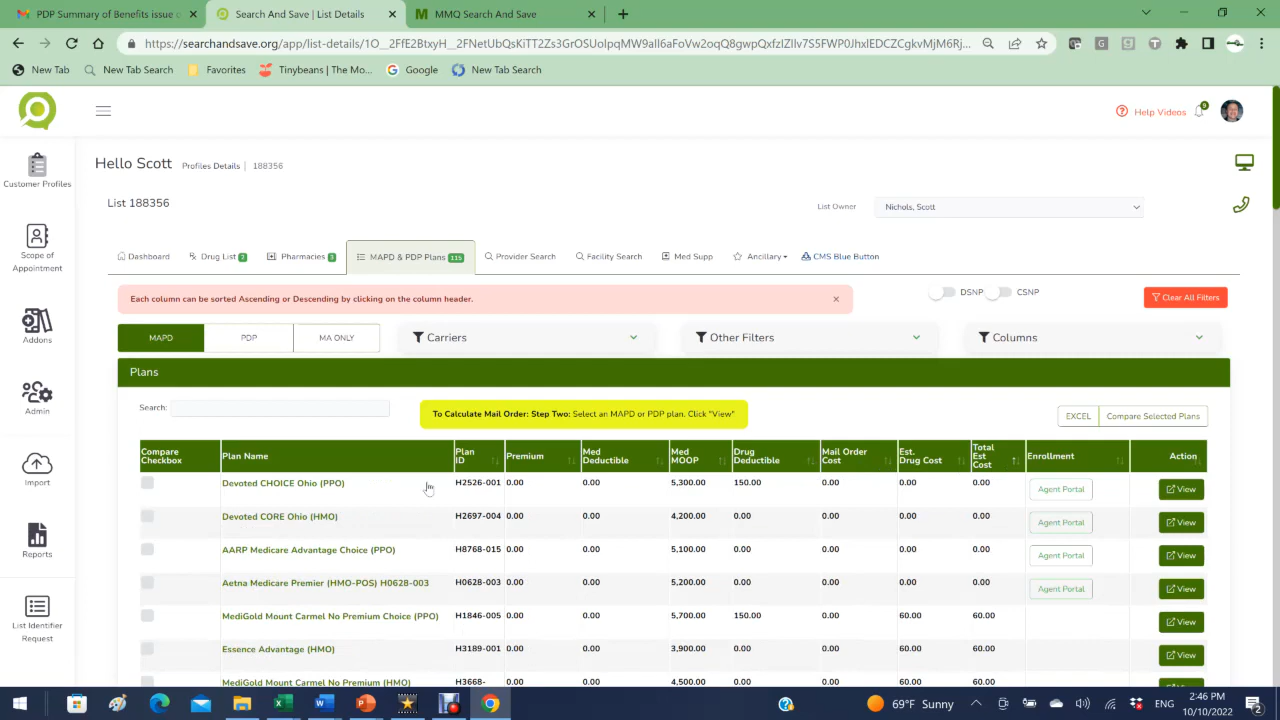 PDP Summary of Benefits issue o
Search And Save | List Details
MMQ Search And Save
https://searchandsave.org/app/list-details/1O__2FfE2BtxyH__2FNetUbQsKiTT2Zs3GrOSUolpqMW9aIl6aFoVw2oqQ8gwpQxfzIZIIv7S5FWP0JhxIEDCZCgkvMjM6Rj...
New Tab
New Tab Search
Favorites
Tinybeans | The Mo...
Google
New Tab Search
Help Videos
0
Customer Profiles
Scope of Appointment
Addons
Admin
Import
Reports
List Identifier Request
Hello Scott Profiles Details | 188356
List 188356
List Owner Nichols, Scott
Dashboard Drug List 2 Pharmacies 3 MAPD & PDP Plans 115 Provider Search Facility Search Med Supp Ancillary CMS Blue Button
Each column can be sorted Ascending or Descending by clicking on the column header. ×
DSNP CSNP Clear All Filters
MAPD PDP MA ONLY Carriers Other Filters Columns
Plans
Search:
To Calculate Mail Order: Step Two: Select an MAPD or PDP plan. Click "View"
EXCEL Compare Selected Plans
Compare Checkbox Plan Name Plan ID Premium Med Deductible Med MOOP Drug Deductible Mail Order Cost Est. Drug Cost Total Est Cost Enrollment Action
Devoted CHOICE Ohio (PPO) H2526-001 0.00 0.00 5,300.00 150.00 0.00 0.00 0.00 Agent Portal View
Devoted CORE Ohio (HMO) H2697-004 0.00 0.00 4,200.00 0.00 0.00 0.00 0.00 Agent Portal View
AARP Medicare Advantage Choice (PPO) H8768-015 0.00 0.00 5,100.00 0.00 0.00 0.00 0.00 Agent Portal View
Aetna Medicare Premier (HMO-POS) H0628-003 H0628-003 0.00 0.00 5,200.00 0.00 0.00 0.00 0.00 Agent Portal View
MediGold Mount Carmel No Premium Choice (PPO) H1846-005 0.00 0.00 5,700.00 150.00 0.00 60.00 60.00 View
Essence Advantage (HMO) H3189-001 0.00 0.00 3,900.00 0.00 0.00 60.00 60.00 View
MediGold Mount Carmel No Premium (HMO) H3668- 0.00 0.00 4,500.00 0.00 0.00 60.00 60.00
69°F Sunny
ENG
2:46 PM
10/10/2022
2